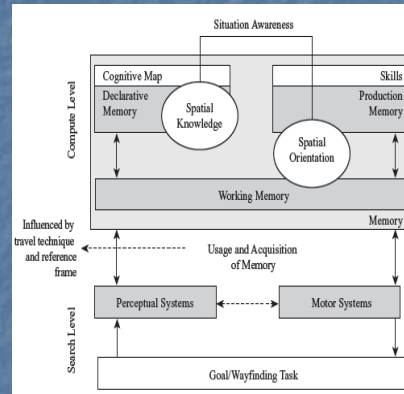 Situation Awareness
Compute Level
Cognitive Map
Skills
Declarative
Memory
Spatial
Knowledge
Production
Memory
Spatial
Orientation
Working Memory
Memory
Influenced by
travel technique
and reference
frame
Usage and Acquisition
of Memory
Search Level
Perceptual Systems
Motor Systems
Goal/Wayfinding Task